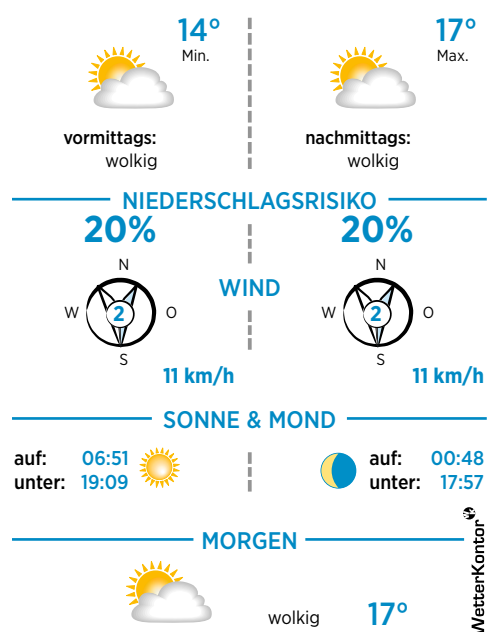 14°
Min.
vormittags:
wolkig
17°
Max.
nachmittags:
wolkig
NIEDERSCHLAGSRISIKO
20%
20%
WIND
N
W 2 O
S
11 km/h
N
W 2 O
S
11 km/h
SONNE & MOND
auf: 06:51
unter: 19:09
auf: 00:48
unter: 17:57
MORGEN
wolkig 17°
WetterKontor